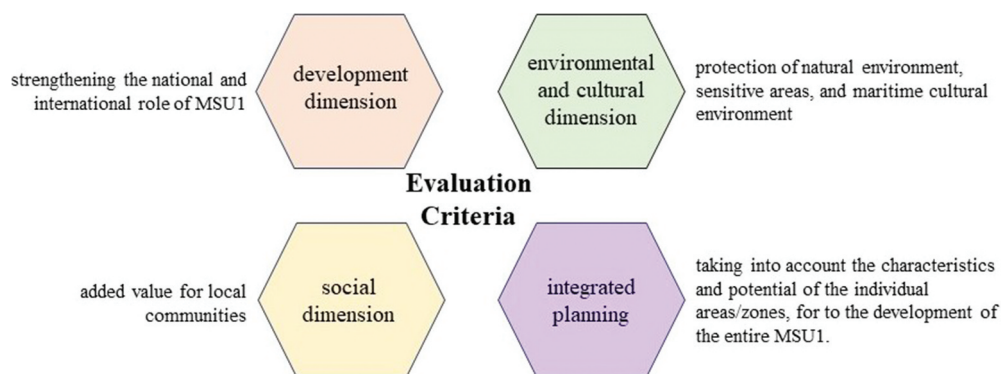 strengthening the national and
international role of MSU1
development
dimension
environmental
and cultural
dimension
protection of natural environment,
sensitive areas, and maritime cultural
environment
Evaluation
Criteria
added value for local
communities
social
dimension
integrated
planning
taking into account the characteristics
and potential of the individual
areas/zones, for to the development of
the entire MSU1.